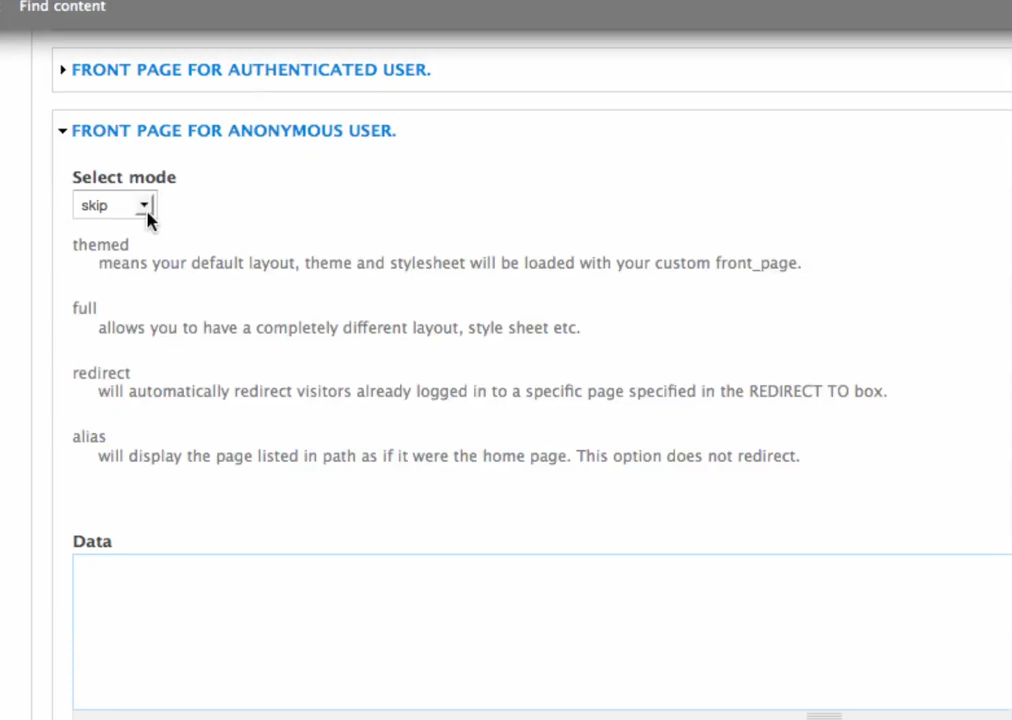 Find content
FRONT PAGE FOR AUTHENTICATED USER.
FRONT PAGE FOR ANONYMOUS USER.
Select mode
skip
themed
means your default layout, theme and stylesheet will be loaded with your custom front_page.
full
allows you to have a completely different layout, style sheet etc.
redirect
will automatically redirect visitors already logged in to a specific page specified in the REDIRECT TO box.
alias
will display the page listed in path as if it were the home page. This option does not redirect.
Data